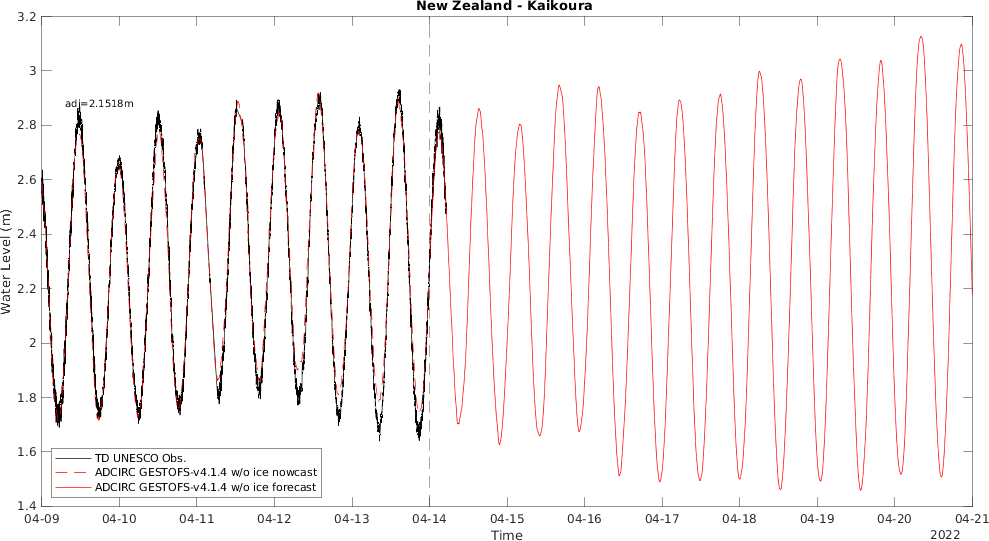 New Zealand - Kaikoura
3.2
3
2.8
2.6
2.4
2.2
2
1.8
1.6
1.4
Water Level (m)
adj=2.1518m
TD UNESCO Obs.
ADCIRC GESTOFS-v4.1.4 w/o ice nowcast
ADCIRC GESTOFS-v4.1.4 w/o ice forecast
04-09 04-10 04-11 04-12 04-13 04-14 04-15 04-16 04-17 04-18 04-19 04-20 04-21
Time
2022